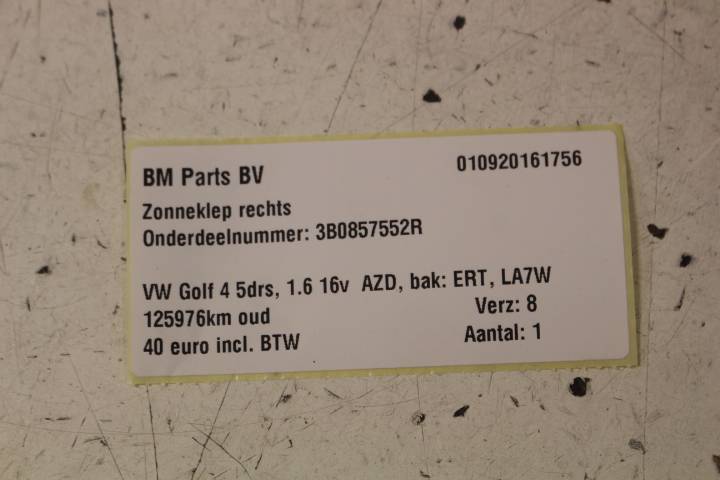 BM Parts BV 010920161756
Zonneklep rechts
Onderdeelnummer: 3B0857552R
VW Golf 4 5drs, 1.6 16v AZD, bak: ERT, LA7W
125976km oud Verz: 8
40 euro incl. BTW Aantal: 1